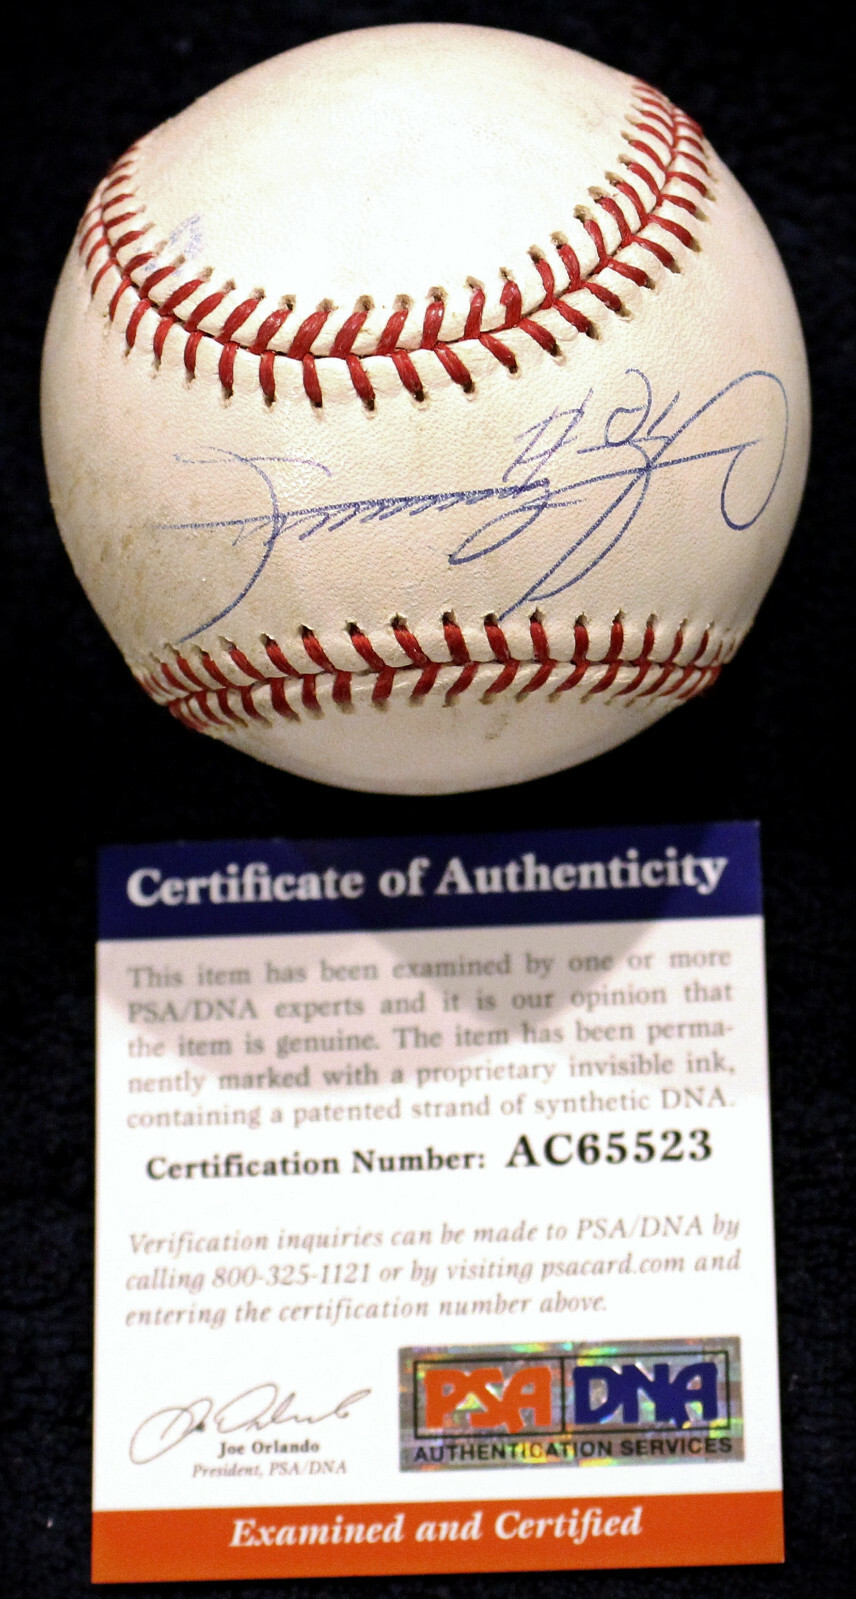 Certificate of Authenticity
This item has been examined by one or more
PSA/DNA experts and it is our opinion that
the item is genuine. The item has been perma-
nently marked with a proprietary invisible ink,
containing a patented strand of synthetic DNA.
Certification Number: AC65523
Verification inquiries can be made to PSA/DNA by
calling 800-325-1121 or by visiting psacard.com and
entering the certification number above.
Joe Orlando
President, PSA/DNA
PSA DNA
AUTHENTICATION SERVICES
Examined and Certified